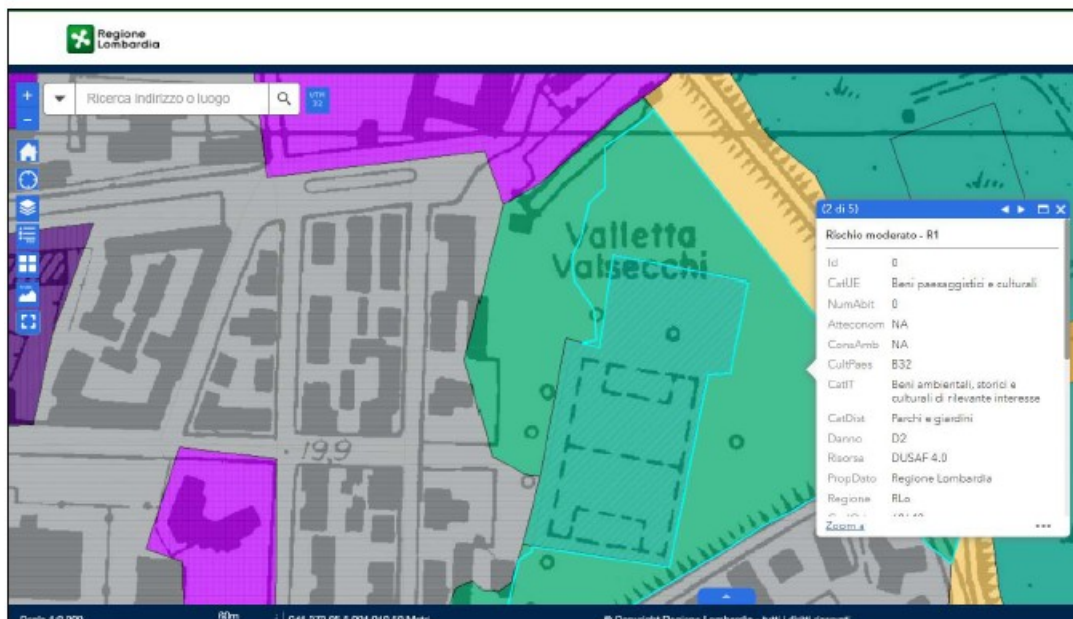 Regione
Lombardia
+
Ricerca indirizzo o luogo
UTM
32
−
Valletta
Valsecchi
19,9
(2 di 5)
Rischio moderato - R1
Id 0
CatUE Beni paesaggistici e culturali
NumAbit 0
Atteconom NA
ConsAmb NA
CultPaes B32
CatIT Beni ambientali, storici e
culturali di rilevante interesse
CatDist Parchi e giardini
Danno D2
Risorsa DUSAF 4.0
PropDato Regione Lombardia
Regione RLo
Zoom a
60m
© Copyright Regione Lombardia - tutti i diritti riservati